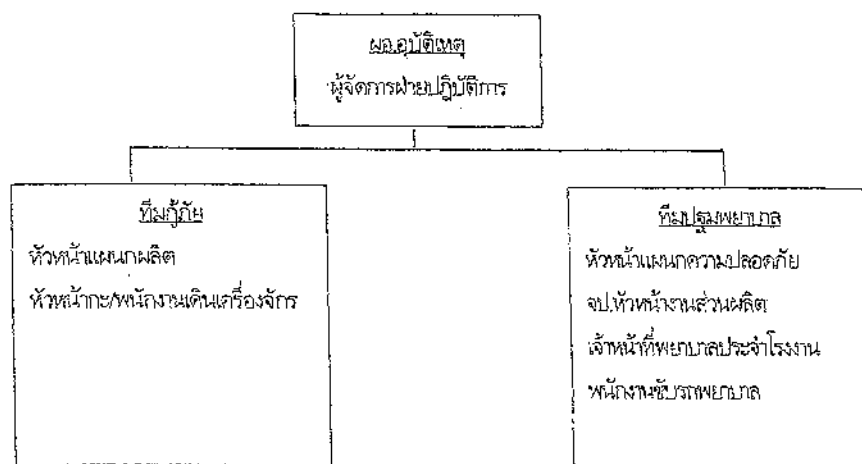 ผอ.อุบัติเหตุ
ผู้จัดการฝ่ายปฏิบัติการ
ทีมกู้ภัย
หัวหน้าแผนกผลิต
หัวหน้ากะ/พนักงานเดินเครื่องจักร
ทีมปฐมพยาบาล
หัวหน้าแผนกความปลอดภัย
จป.หัวหน้างานส่วนผลิต
เจ้าหน้าที่พยาบาลประจำโรงงาน
พนักงานขับรถพยาบาล